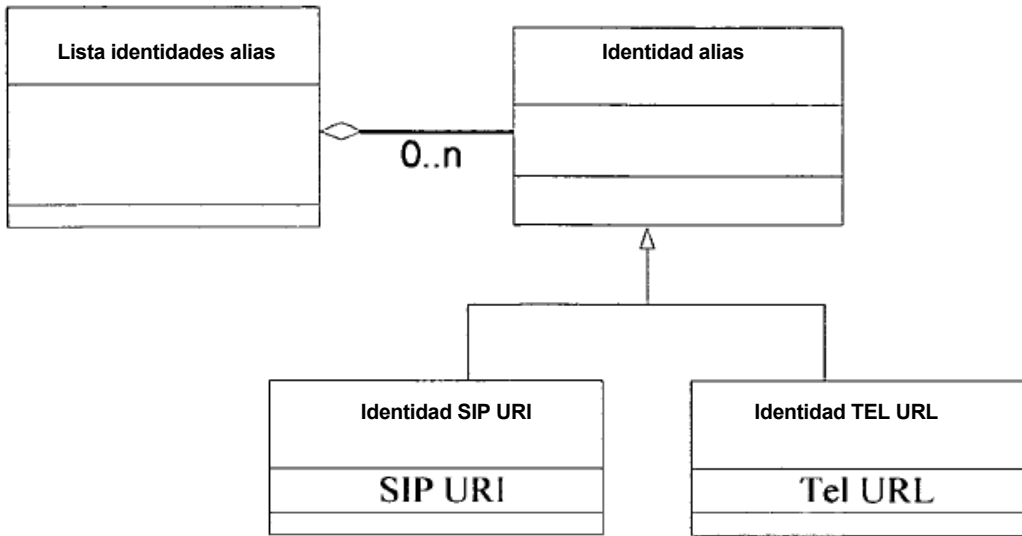 Lista identidades alias
Identidad alias
0..n
Identidad SIP URI
Identidad TEL URL
SIP URI
Tel URL